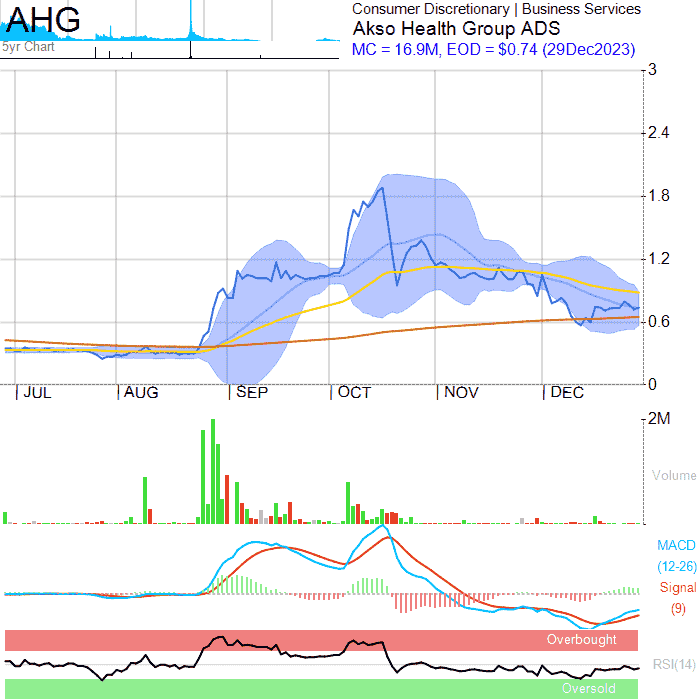 AHG
5yr Chart
Consumer Discretionary | Business Services
Akso Health Group ADS
MC = 16.9M, EOD = $0.74 (29Dec2023)
3
2.4
1.8
1.2
0.6
0
JUL AUG SEP OCT NOV DEC
2M
Volume
MACD
(12-26)
Signal
(9)
Overbought
RSI(14)
Oversold